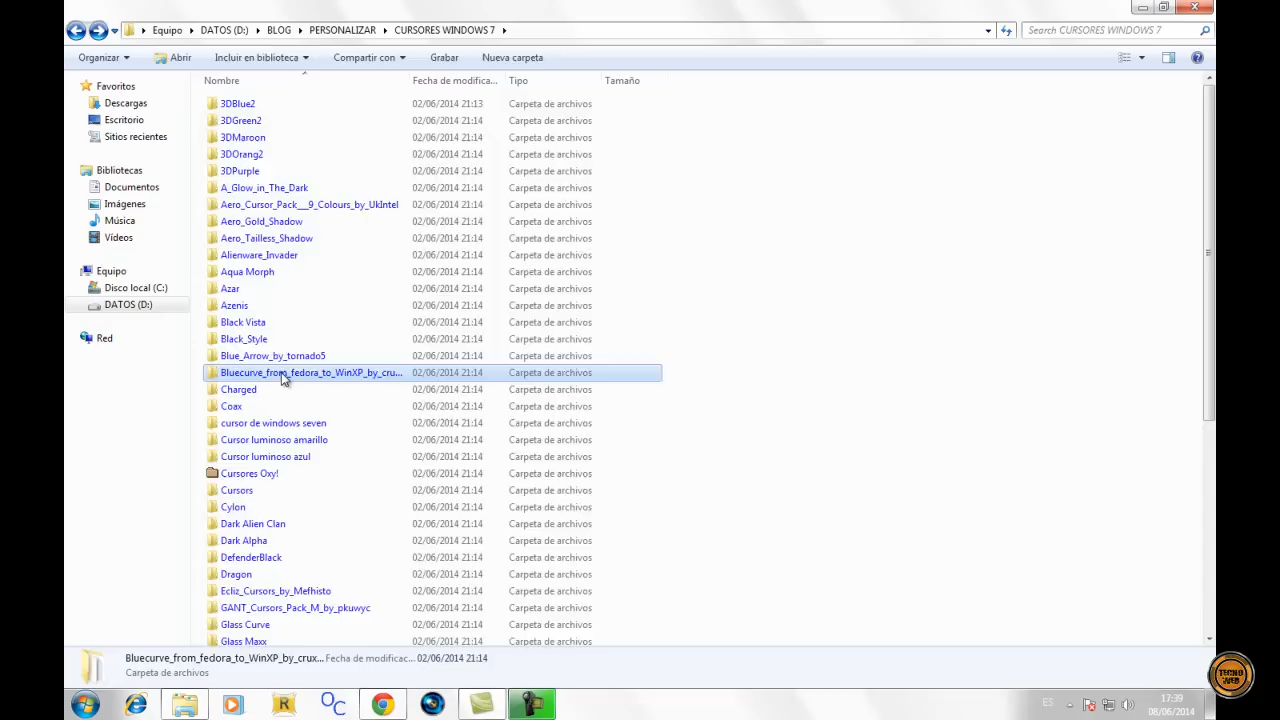 Equipo DATOS (D:) BLOG PERSONALIZAR CURSORES WINDOWS 7 Search CURSORES WINDOWS 7
Organizar Abrir Incluir en biblioteca Compartir con Grabar Nueva carpeta
Nombre Fecha de modifica... Tipo Tamaño
Favoritos
Descargas
Escritorio
Sitios recientes
Bibliotecas
Documentos
Imágenes
Música
Vídeos
Equipo
Disco local (C:)
DATOS (D:)
Red
3DBlue2 02/06/2014 21:13 Carpeta de archivos
3DGreen2 02/06/2014 21:14 Carpeta de archivos
3DMaroon 02/06/2014 21:14 Carpeta de archivos
3DOrang2 02/06/2014 21:14 Carpeta de archivos
3DPurple 02/06/2014 21:14 Carpeta de archivos
A_Glow_in_The_Dark 02/06/2014 21:14 Carpeta de archivos
Aero_Cursor_Pack___9_Colours_by_UkIntel 02/06/2014 21:14 Carpeta de archivos
Aero_Gold_Shadow 02/06/2014 21:14 Carpeta de archivos
Aero_Tailless_Shadow 02/06/2014 21:14 Carpeta de archivos
Alienware_Invader 02/06/2014 21:14 Carpeta de archivos
Aqua Morph 02/06/2014 21:14 Carpeta de archivos
Azar 02/06/2014 21:14 Carpeta de archivos
Azenis 02/06/2014 21:14 Carpeta de archivos
Black Vista 02/06/2014 21:14 Carpeta de archivos
Black_Style 02/06/2014 21:14 Carpeta de archivos
Blue_Arrow_by_tornado5 02/06/2014 21:14 Carpeta de archivos
Bluecurve_from_fedora_to_WinXP_by_cru... 02/06/2014 21:14 Carpeta de archivos
Charged 02/06/2014 21:14 Carpeta de archivos
Coax 02/06/2014 21:14 Carpeta de archivos
cursor de windows seven 02/06/2014 21:14 Carpeta de archivos
Cursor luminoso amarillo 02/06/2014 21:14 Carpeta de archivos
Cursor luminoso azul 02/06/2014 21:14 Carpeta de archivos
Cursores Oxy! 02/06/2014 21:14 Carpeta de archivos
Cursors 02/06/2014 21:14 Carpeta de archivos
Cylon 02/06/2014 21:14 Carpeta de archivos
Dark Alien Clan 02/06/2014 21:14 Carpeta de archivos
Dark Alpha 02/06/2014 21:14 Carpeta de archivos
DefenderBlack 02/06/2014 21:14 Carpeta de archivos
Dragon 02/06/2014 21:14 Carpeta de archivos
Ecliz_Cursors_by_Mefhisto 02/06/2014 21:14 Carpeta de archivos
GANT_Cursors_Pack_M_by_pkuwyc 02/06/2014 21:14 Carpeta de archivos
Glass Curve 02/06/2014 21:14 Carpeta de archivos
Glass Maxx 02/06/2014 21:14 Carpeta de archivos
Bluecurve_from_fedora_to_WinXP_by_crux... Fecha de modificac... 02/06/2014 21:14
Carpeta de archivos
TECNO
WEB
R OC ES 17:39
08/06/2014